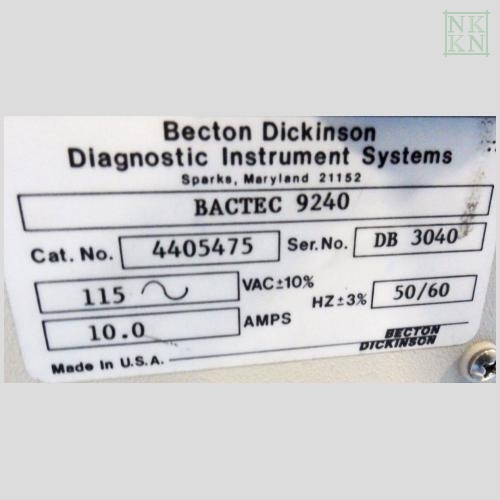 NK
KN
Becton Dickinson
Diagnostic Instrument Systems
Sparks, Maryland 21152
BACTEC 9240
Cat. No. 4405475 Ser. No. DB 3040
115 VAC±10%
HZ±3% 50/60
10.0 AMPS
BECTON
DICKINSON
Made In U.S.A.